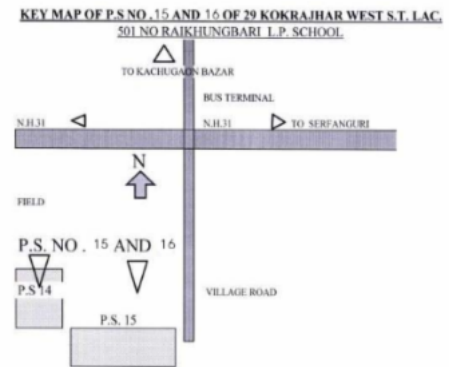 KEY MAP OF P.S NO .15 AND 16 OF 29 KOKRAJHAR WEST S.T. LAC.
501 NO RAIKHUNGBARI L.P. SCHOOL
TO KACHUGAON BAZAR
BUS TERMINAL
N.H.31
N.H.31
TO SERFANGURI
N
FIELD
P.S. NO . 15 AND 16
P.S 14
VILLAGE ROAD
P.S. 15